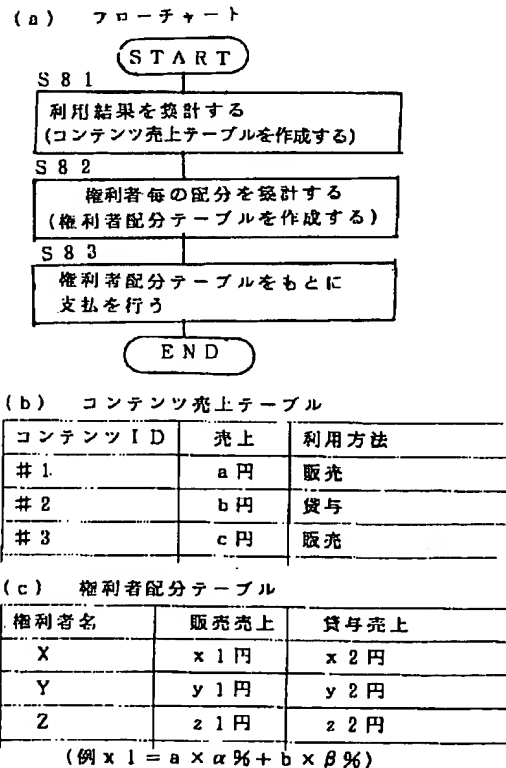 (a) フローチャート
START
S81
利用結果を集計する
(コンテンツ売上テーブルを作成する)
S82
権利者毎の配分を集計する
(権利者配分テーブルを作成する)
S83
権利者配分テーブルをもとに
支払を行う
END
(b) コンテンツ売上テーブル
コンテンツID 売上 利用方法
#1 a円 販売
#2 b円 貸与
#3 c円 販売
(c) 権利者配分テーブル
権利者名 販売売上 貸与売上
X x1円 x2円
Y y1円 y2円
Z z1円 z2円
(例x1=a×α%+b×β%)